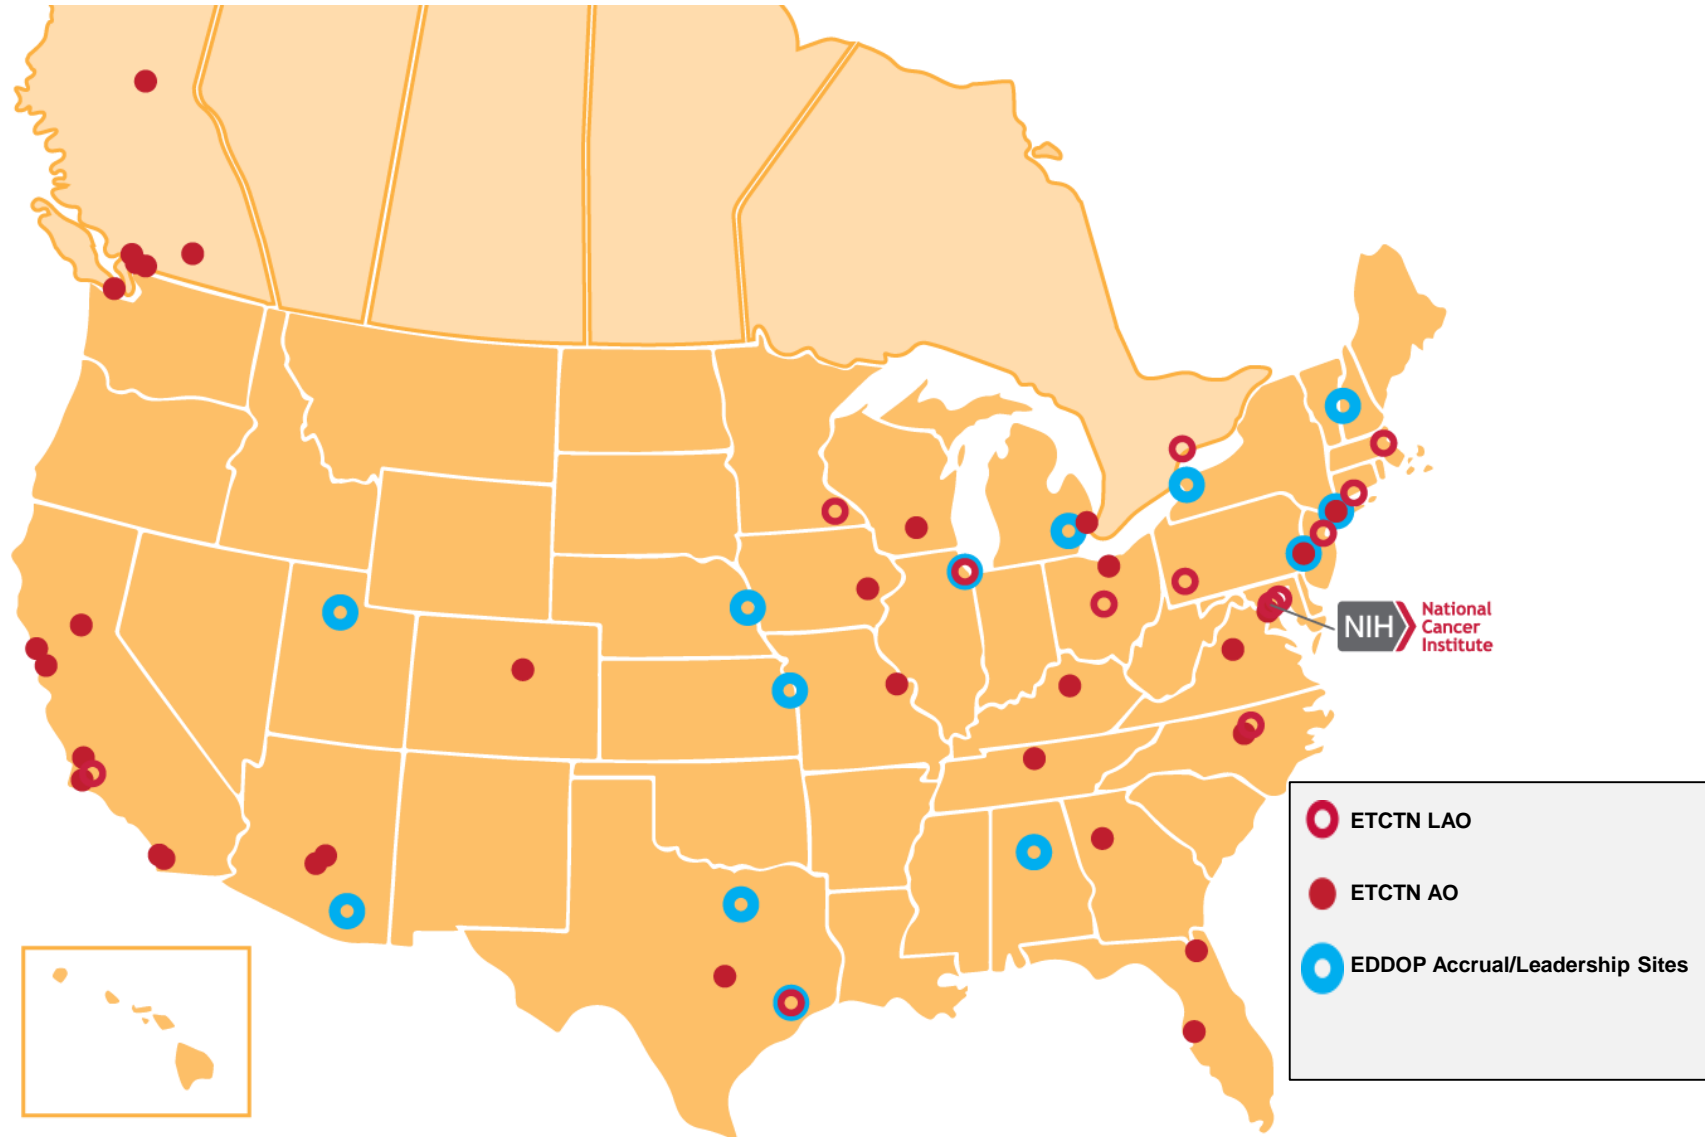 NIH
National
Cancer
Institute
ETCTN LAO
ETCTN AO
EDDOP Accrual/Leadership Sites